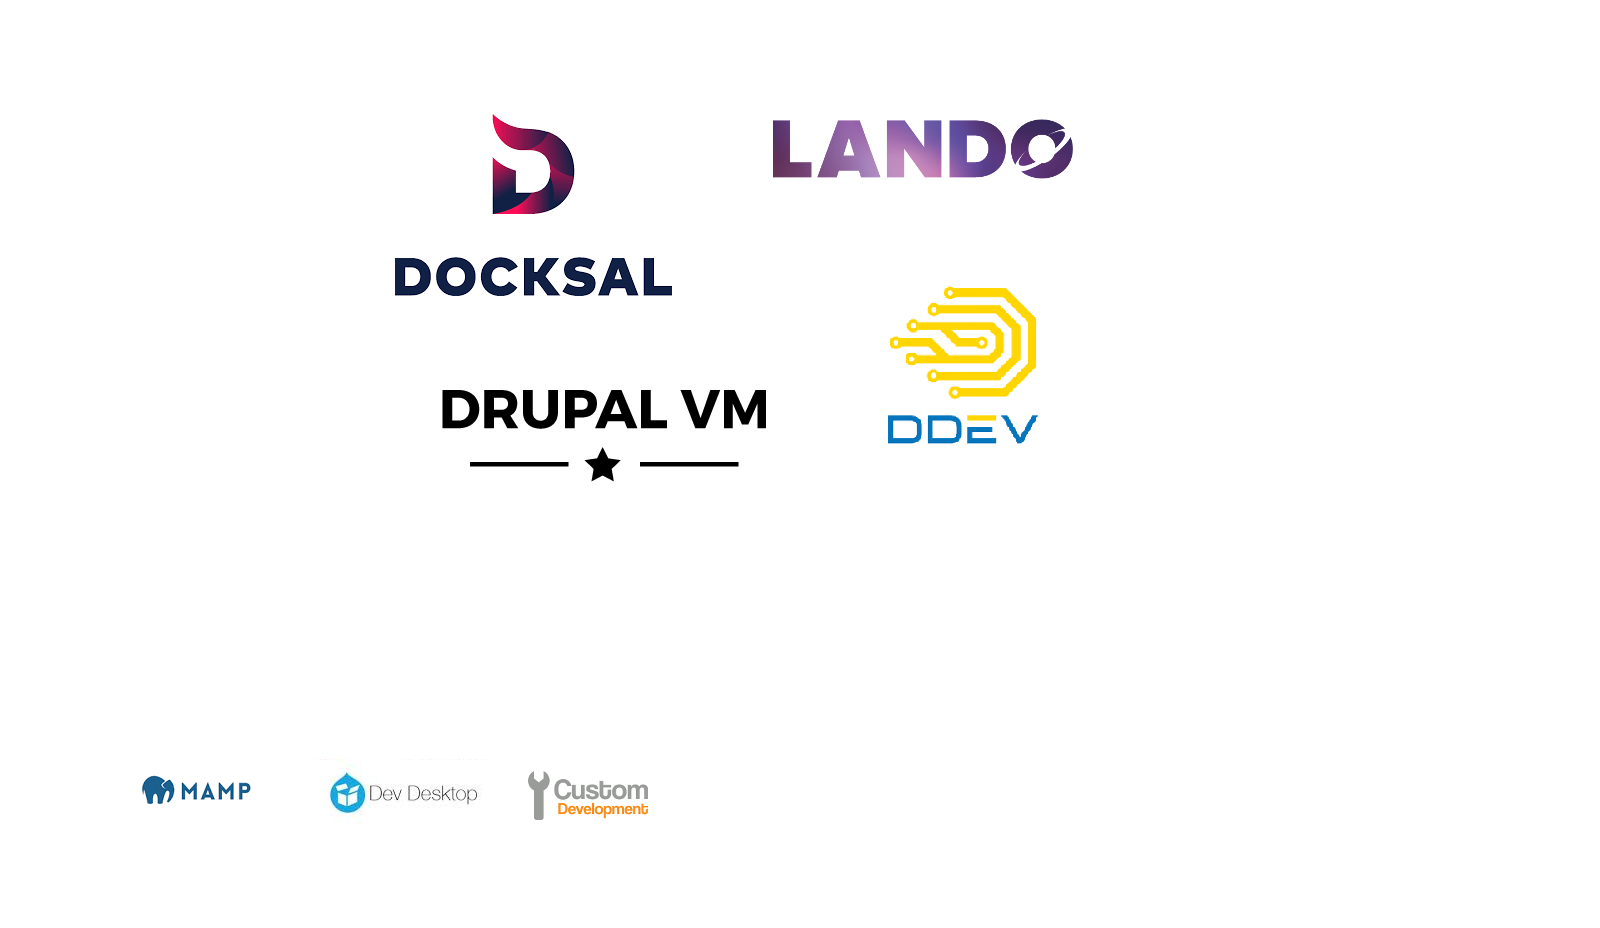 LANDO
DOCKSAL
DRUPAL VM
DDEV
MAMP
Dev Desktop
Custom
Development